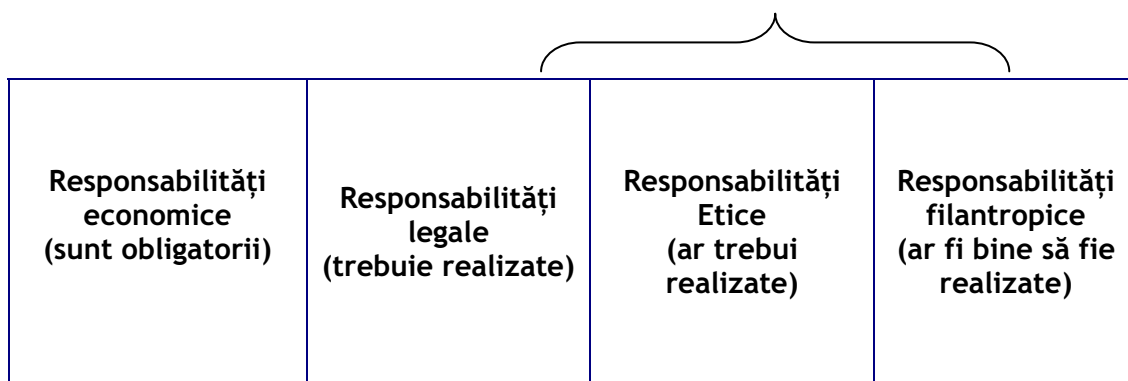 Responsabilități
economice
(sunt obligatorii)
Responsabilități
legale
(trebuie realizate)
Responsabilități
Etice
(ar trebui
realizate)
Responsabilități
filantropice
(ar fi bine să fie
realizate)